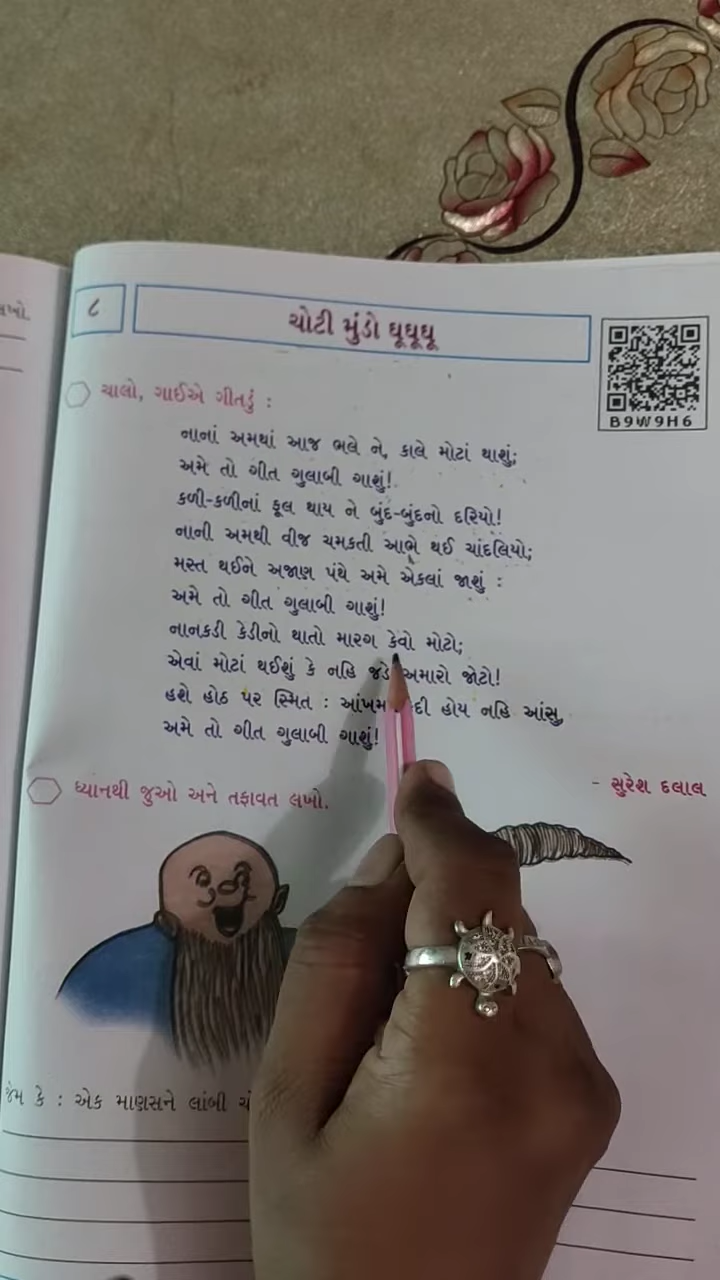 લખો.
૮
ચોટી મુંડો ઘૂઘૂઘૂ
B9W9H6
ચાલો, ગાઈએ ગીતડું :
નાનાં અમથાં આજ ભલે ને, કાલે મોટાં થાશું;
અમે તો ગીત ગુલાબી ગાશું!
કળી-કળીનાં ફૂલ થાય ને બુંદ-બુંદનો દરિયો!
નાની અમથી વીજ ચમકતી આભે થઈ ચાંદલિયો;
મસ્ત થઈને અજાણ પંથે અમે એકલાં જાશું :
અમે તો ગીત ગુલાબી ગાશું!
નાનકડી કેડીનો થાતો મારગ કેવો મોટો;
એવાં મોટાં થઈશું કે નહિ જડે અમારો જોટો!
હશે હોઠ પર સ્મિત : હોય નહિ આંસુ,
અમે તો ગીત ગુલાબી ગાશું!
- સુરેશ દલાલ
ધ્યાનથી જુઓ અને તફાવત લખો.
જેમ કે : એક માણસને લાંબી